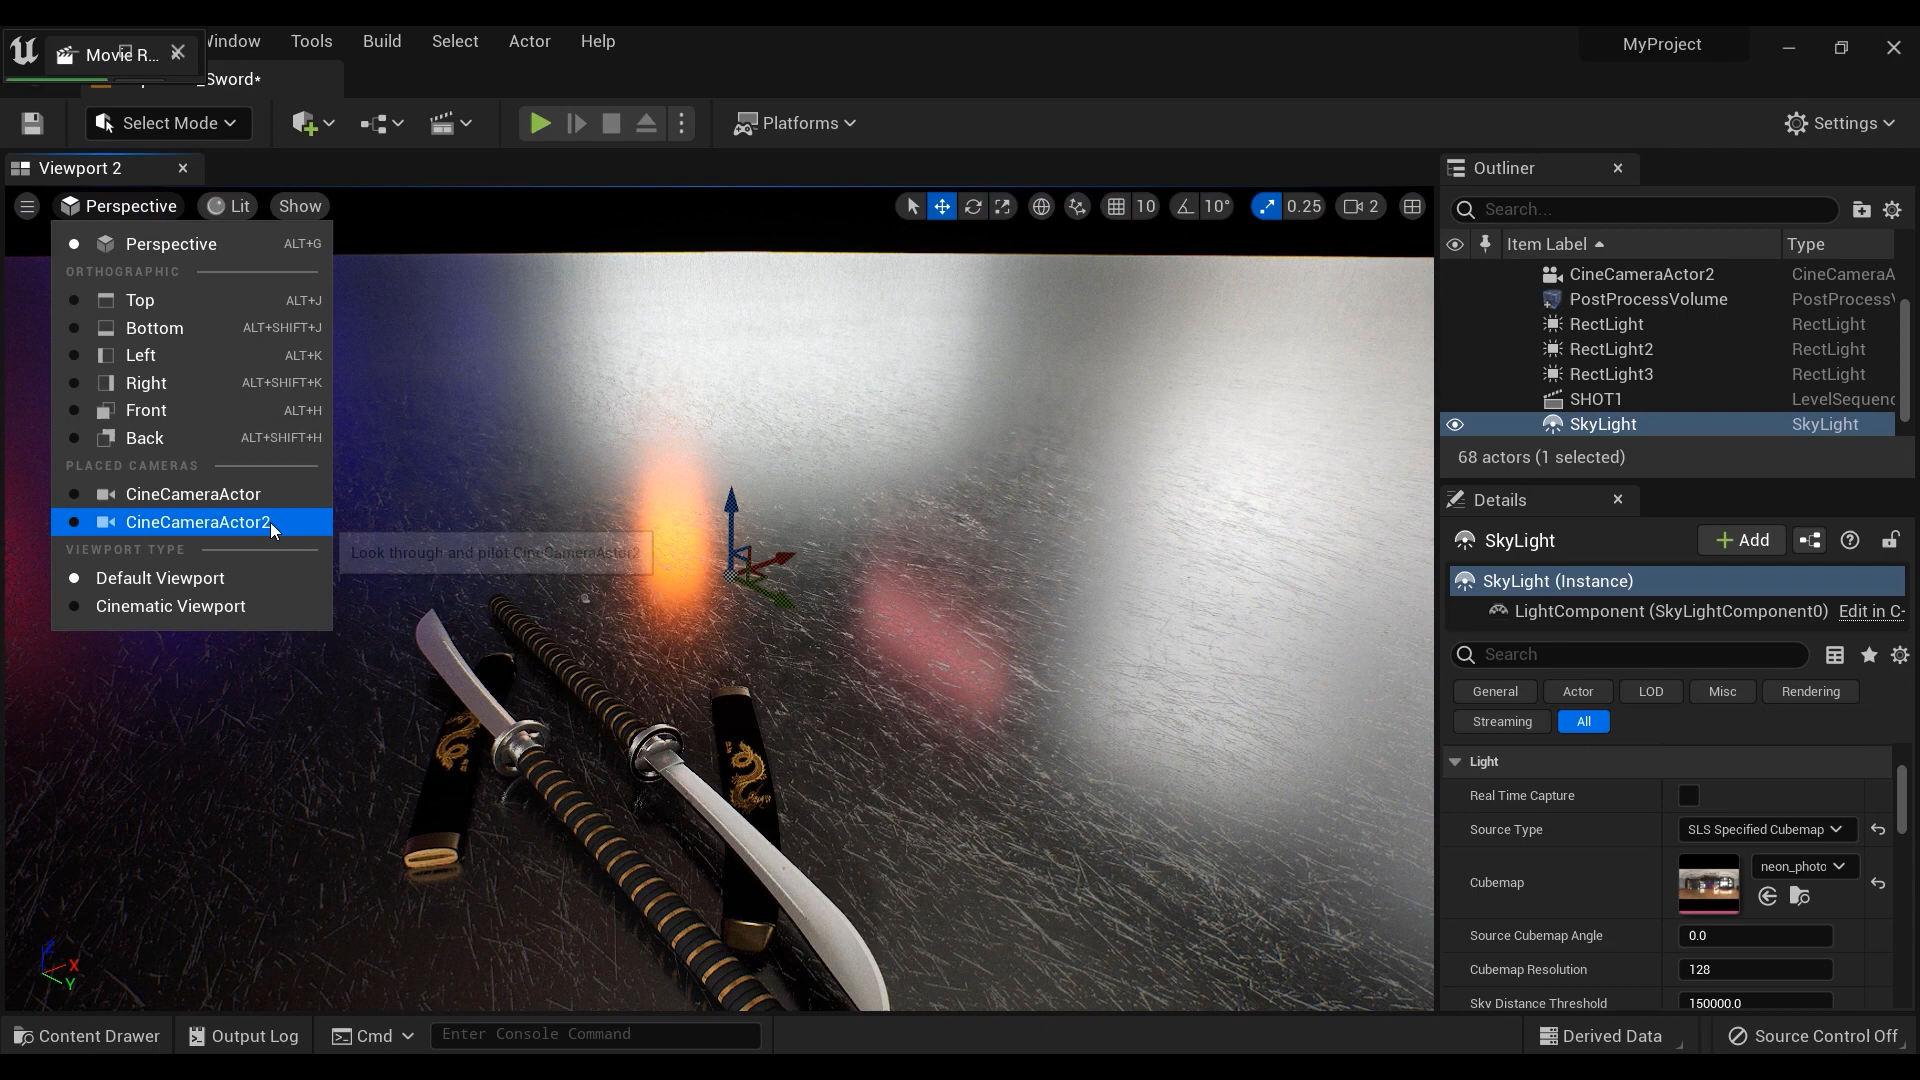 Movie R...
Window
Tools
Build
Select
Actor
Help
MyProject
_Sword*
Select Mode
Platforms
Settings
Viewport 2
Perspective
Lit
Show
10
10°
0.25
2
Perspective ALT+G
ORTHOGRAPHIC
Top ALT+J
Bottom ALT+SHIFT+J
Left ALT+K
Right ALT+SHIFT+K
Front ALT+H
Back ALT+SHIFT+H
PLACED CAMERAS
CineCameraActor
CineCameraActor2
VIEWPORT TYPE
Default Viewport
Cinematic Viewport
Look through and pilot CineCameraActor2
Z
X
Y
Outliner
Search...
Item Label
Type
CineCameraActor2 CineCameraA
PostProcessVolume PostProcessV
RectLight RectLight
RectLight2 RectLight
RectLight3 RectLight
SHOT1 LevelSequenc
SkyLight SkyLight
68 actors (1 selected)
Details
SkyLight
Add
SkyLight (Instance)
LightComponent (SkyLightComponent0) Edit in C-
Search
General
Actor
LOD
Misc
Rendering
Streaming
All
Light
Real Time Capture
Source Type SLS Specified Cubemap
Cubemap neon_photo
Source Cubemap Angle 0.0
Cubemap Resolution 128
Sky Distance Threshold 150000.0
Content Drawer
Output Log
Cmd
Enter Console Command
Derived Data
Source Control Off